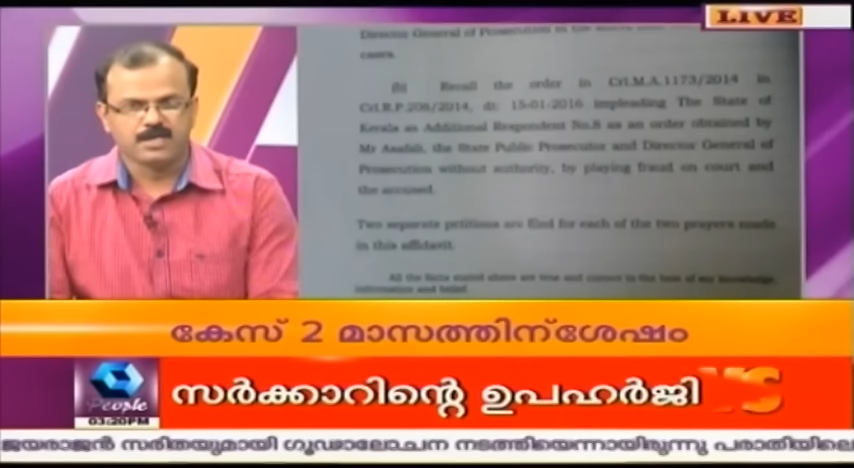 LIVE
Director General of Prosecution in the above
cases.
(b) Recall the order in Crl.M.A.1173/2014 in
Crl.R.P.206/2014, dt: 15-01-2016 impleading The State of
Kerala as Additional Respondent No.8 as an order obtained by
Mr Asafali, the State Public Prosecutor and Director General of
Prosecution without authority, by playing fraud on court and
the accused.
Two separate petitions are filed for each of the two prayers made
in this affidavit.
All the facts stated above are true and correct to the best of my knowledge,
information and belief.
കേസ് 2 മാസത്തിന്ശേഷം
സർക്കാറിന്റെ ഉപഹർജി
People
03:20PM
ജയരാജൻ സരിതയുമായി ഗൂഢാലോചന നടത്തിയെന്നായിരുന്നു പരാതിയിലെ